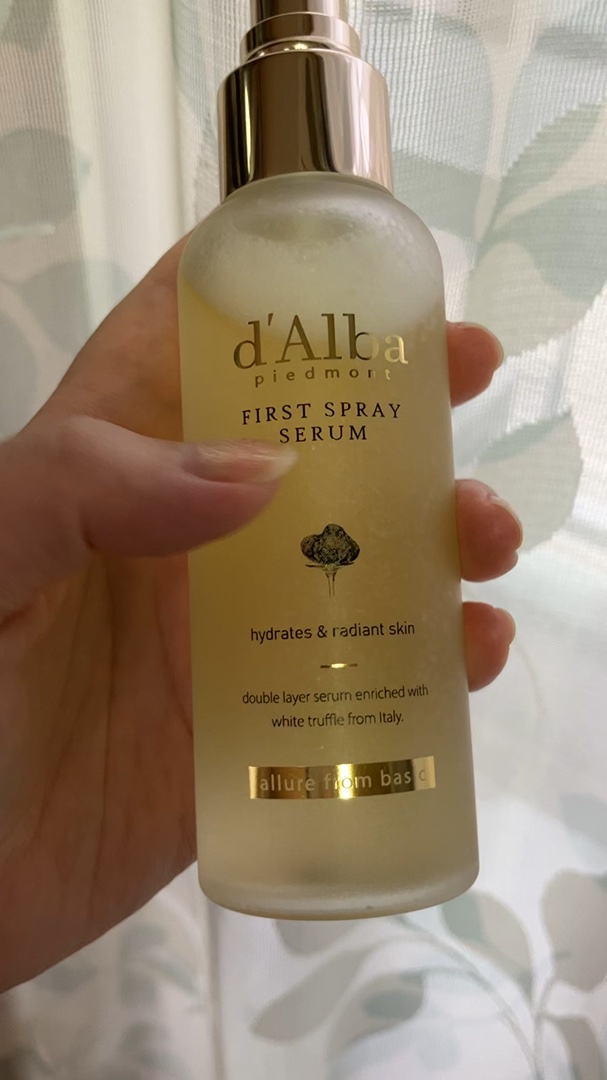 d'Alba
piedmont
FIRST SPRAY
SERUM
hydrates & radiant skin
double layer serum enriched with
white truffle from Italy.
allure from basic